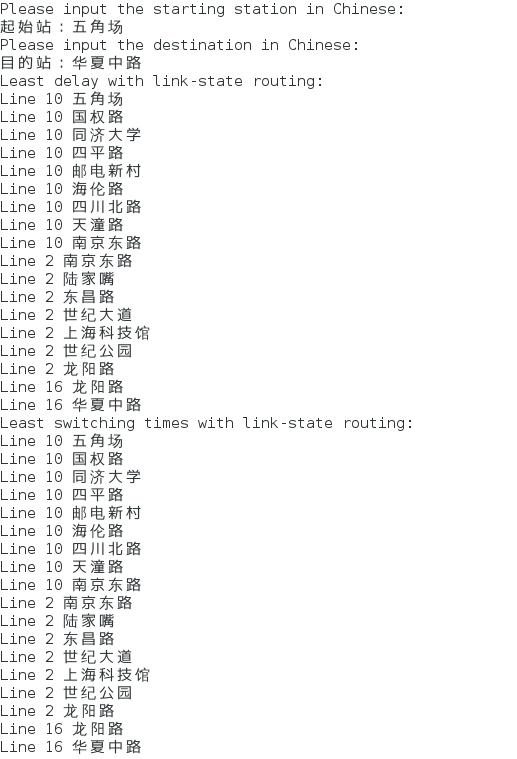 Please input the starting station in Chinese:
起始站：五角场
Please input the destination in Chinese:
目的站：华夏中路
Least delay with link-state routing:
Line 10 五角场
Line 10 国权路
Line 10 同济大学
Line 10 四平路
Line 10 邮电新村
Line 10 海伦路
Line 10 四川北路
Line 10 天潼路
Line 10 南京东路
Line 2 南京东路
Line 2 陆家嘴
Line 2 东昌路
Line 2 世纪大道
Line 2 上海科技馆
Line 2 世纪公园
Line 2 龙阳路
Line 16 龙阳路
Line 16 华夏中路
Least switching times with link-state routing:
Line 10 五角场
Line 10 国权路
Line 10 同济大学
Line 10 四平路
Line 10 邮电新村
Line 10 海伦路
Line 10 四川北路
Line 10 天潼路
Line 10 南京东路
Line 2 南京东路
Line 2 陆家嘴
Line 2 东昌路
Line 2 世纪大道
Line 2 上海科技馆
Line 2 世纪公园
Line 2 龙阳路
Line 16 龙阳路
Line 16 华夏中路